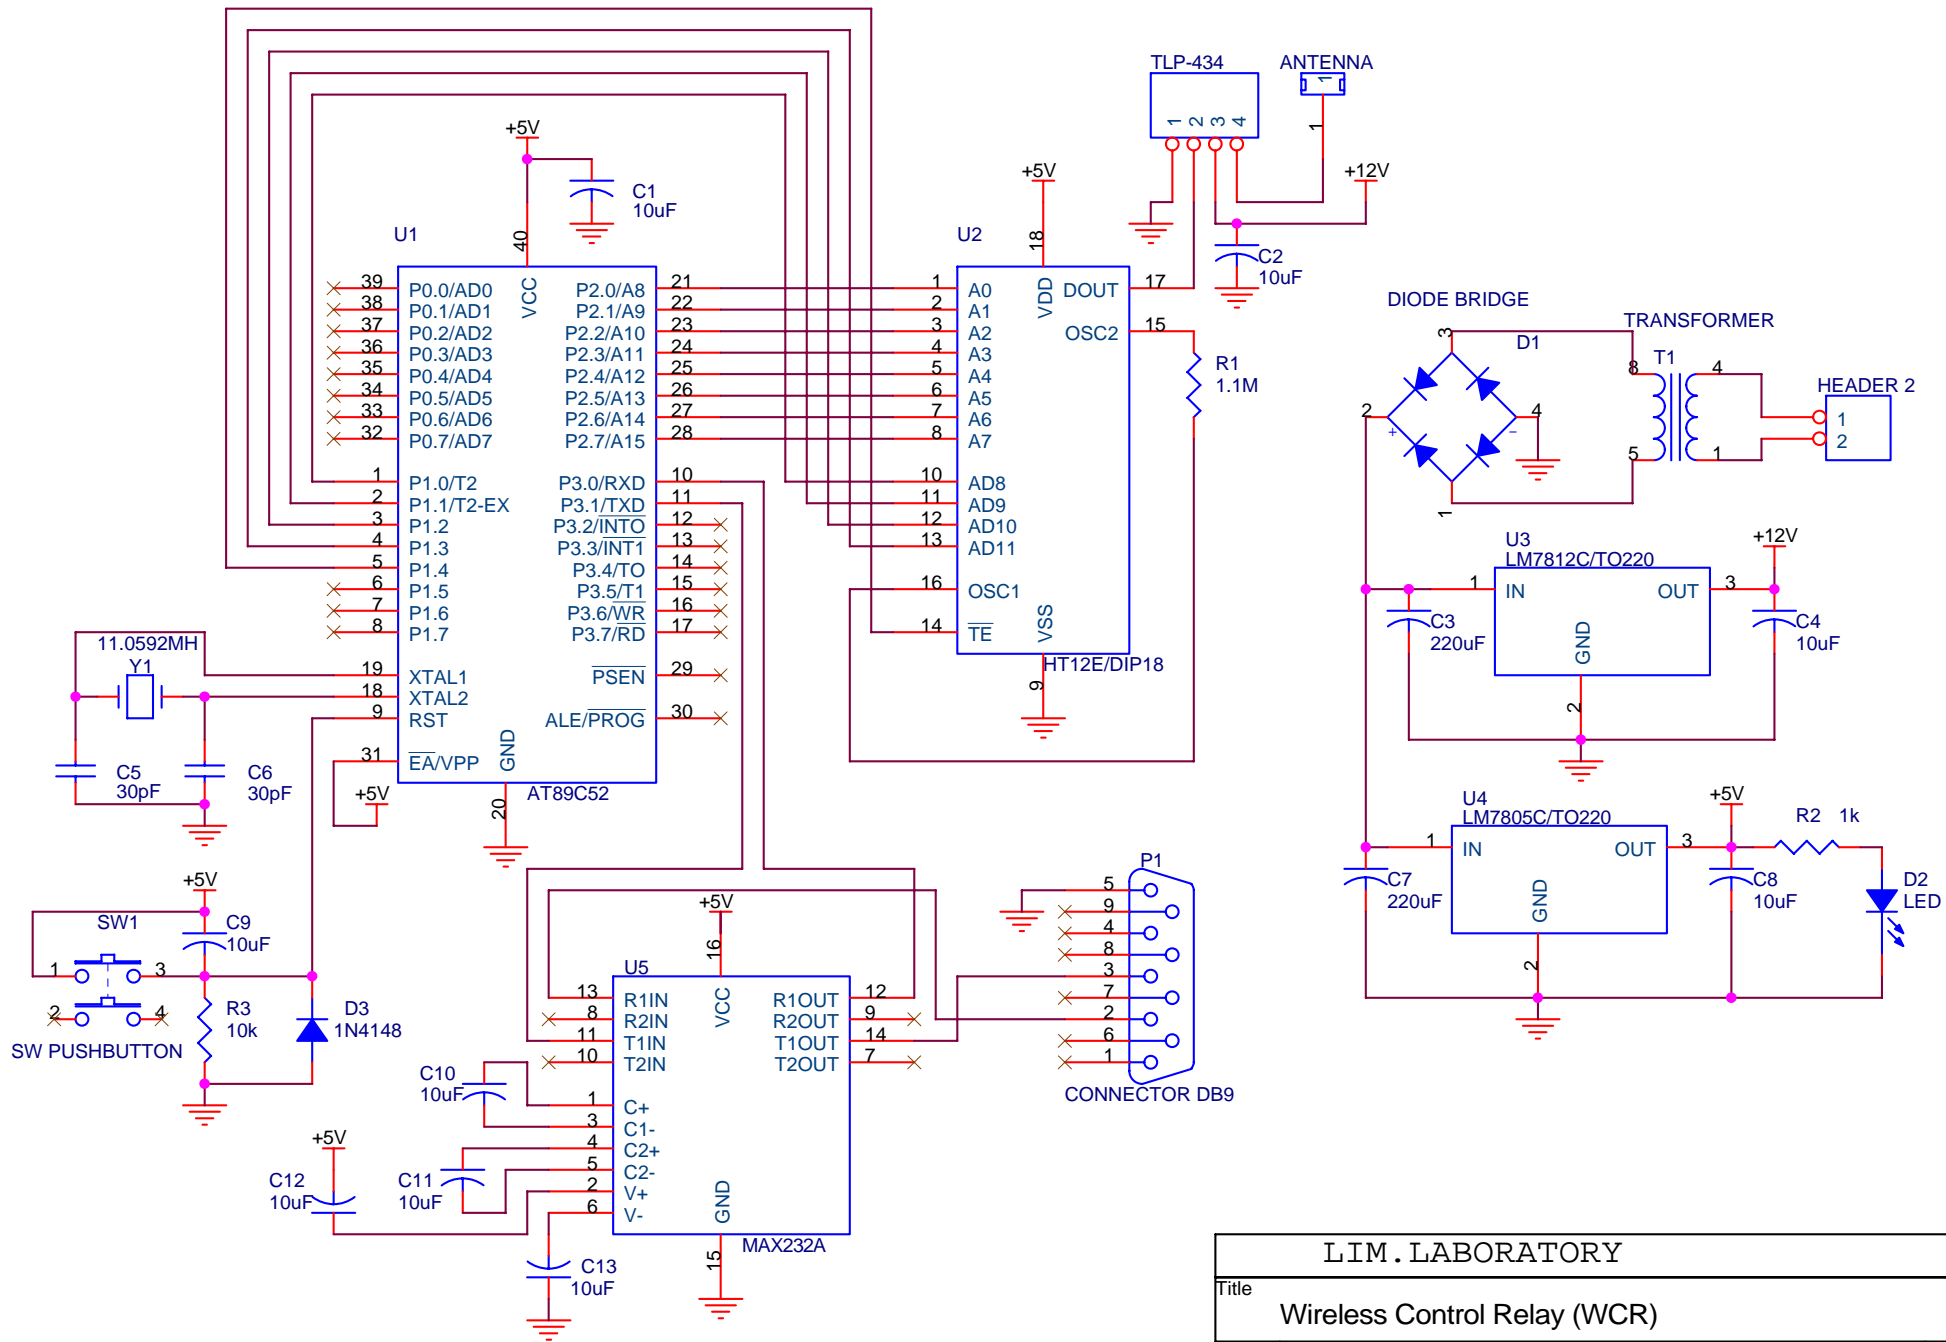 TLP-434
1
2
3
4
ANTENNA
1
1
+12V
C2
10uF
+5V
C1
10uF
U1
40
VCC
39 P0.0/AD0
38 P0.1/AD1
37 P0.2/AD2
36 P0.3/AD3
35 P0.4/AD4
34 P0.5/AD5
33 P0.6/AD6
32 P0.7/AD7
1 P1.0/T2
2 P1.1/T2-EX
3 P1.2
4 P1.3
5 P1.4
6 P1.5
7 P1.6
8 P1.7
19 XTAL1
18 XTAL2
9 RST
31 EA/VPP
P2.0/A8 21
P2.1/A9 22
P2.2/A10 23
P2.3/A11 24
P2.4/A12 25
P2.5/A13 26
P2.6/A14 27
P2.7/A15 28
P3.0/RXD 10
P3.1/TXD 11
P3.2/INTO 12
P3.3/INT1 13
P3.4/TO 14
P3.5/T1 15
P3.6/WR 16
P3.7/RD 17
PSEN 29
ALE/PROG 30
GND
20
AT89C52
+5V
U2
+5V
18
VDD
1 A0
2 A1
3 A2
4 A3
5 A4
6 A5
7 A6
8 A7
10 AD8
11 AD9
12 AD10
13 AD11
16 OSC1
14 TE
DOUT 17
OSC2 15
VSS
9
HT12E/DIP18
R1
1.1M
DIODE BRIDGE
D1
3
2
4
1
+
-
TRANSFORMER
T1
8
5
4
1
HEADER 2
1
2
U3
LM7812C/TO220
1 IN
OUT 3
GND
2
+12V
C3
220uF
C4
10uF
U4
LM7805C/TO220
1 IN
OUT 3
GND
2
+5V
C7
220uF
C8
10uF
R2 1k
D2
LED
11.0592MH
Y1
C5
30pF
C6
30pF
+5V
SW1
C9
10uF
1
3
2
4
SW PUSHBUTTON
R3
10k
D3
1N4148
U5
+5V
16
VCC
13 R1IN
8 R2IN
11 T1IN
10 T2IN
1 C+
3 C1-
4 C2+
5 C2-
2 V+
6 V-
R1OUT 12
R2OUT 9
T1OUT 14
T2OUT 7
GND
15
MAX232A
C10
10uF
C11
10uF
+5V
C12
10uF
C13
10uF
P1
5
9
4
8
3
7
2
6
1
CONNECTOR DB9
LIM.LABORATORY
Title
Wireless Control Relay (WCR)